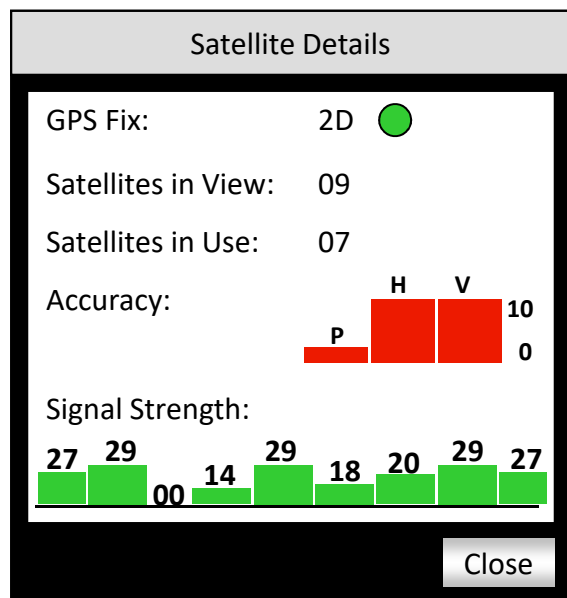 Satellite Details
GPS Fix: 2D
Satellites in View: 09
Satellites in Use: 07
Accuracy:
H V
10
P
0
Signal Strength:
27 29 00 14 29 18 20 29 27
Close